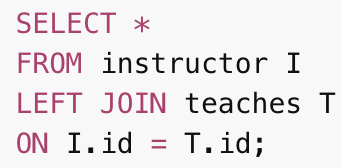 SELECT *
FROM instructor I
LEFT JOIN teaches T
ON I.id = T.id;